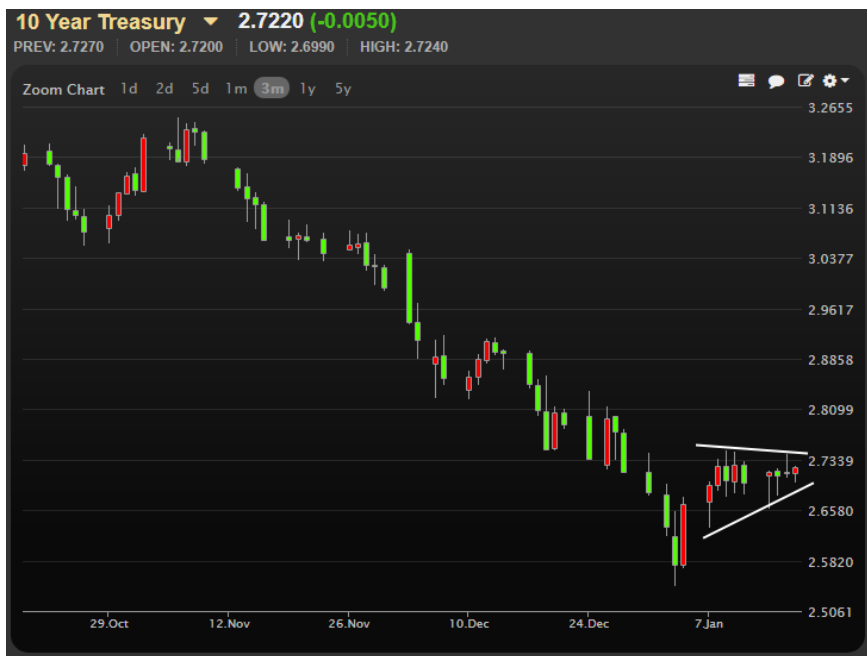 10 Year Treasury 2.7220 (-0.0050)
PREV: 2.7270 OPEN: 2.7200 LOW: 2.6990 HIGH: 2.7240
Zoom Chart 1d 2d 5d 1m 3m 1y 5y
3.2655
3.1896
3.1136
3.0377
2.9617
2.8858
2.8099
2.7339
2.6580
2.5820
2.5061
29.Oct 12.Nov 26.Nov 10.Dec 24.Dec 7.Jan